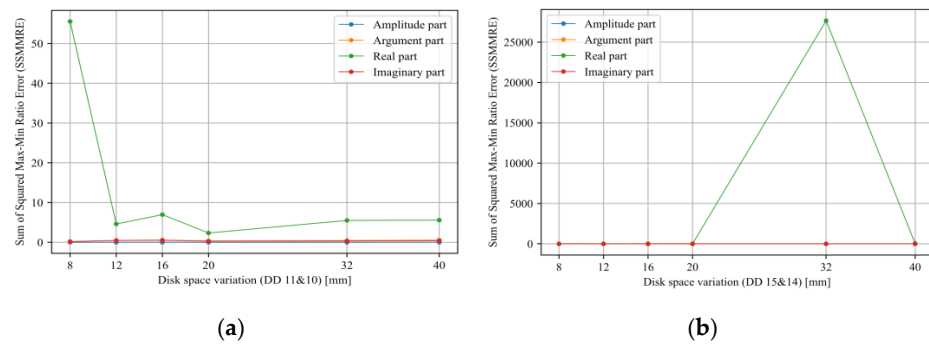 Sum of Squared Max-Min Ratio Error (SSMMRE)
50
40
30
20
10
0
Amplitude part
Argument part
Real part
Imaginary part
8 12 16 20 32 40
Disk space variation (DD 11&10) [mm]
(a)
Sum of Squared Max-Min Ratio Error (SSMMRE)
25000
20000
15000
10000
5000
0
Amplitude part
Argument part
Real part
Imaginary part
8 12 16 20 32 40
Disk space variation (DD 15&14) [mm]
(b)